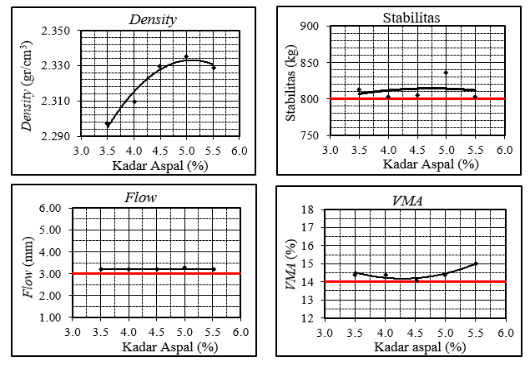 Density
2.350
2.330
2.310
2.290
Density (gr/cm³)
3.0 3.5 4.0 4.5 5.0 5.5 6.0
Kadar Aspal (%)
Stabilitas
900
850
800
750
Stabilitas (kg)
3.0 3.5 4.0 4.5 5.0 5.5 6.0
Kadar Aspal (%)
Flow
6.00
5.00
4.00
3.00
2.00
1.00
Flow (mm)
3.0 3.5 4.0 4.5 5.0 5.5 6.0
Kadar Aspal (%)
VMA
18
17
16
15
14
13
12
VMA (%)
3.0 3.5 4.0 4.5 5.0 5.5 6.0
Kadar aspal (%)